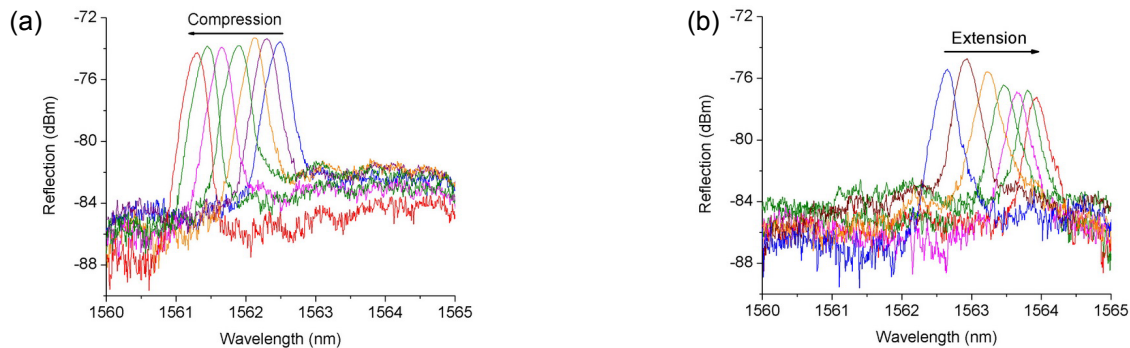 (a)
-72
-76
-80
-84
-88
Reflection (dBm)
Compression
1560 1561 1562 1563 1564 1565
Wavelength (nm)
(b)
-72
-76
-80
-84
-88
Reflection (dBm)
Extension
1560 1561 1562 1563 1564 1565
Wavelength (nm)